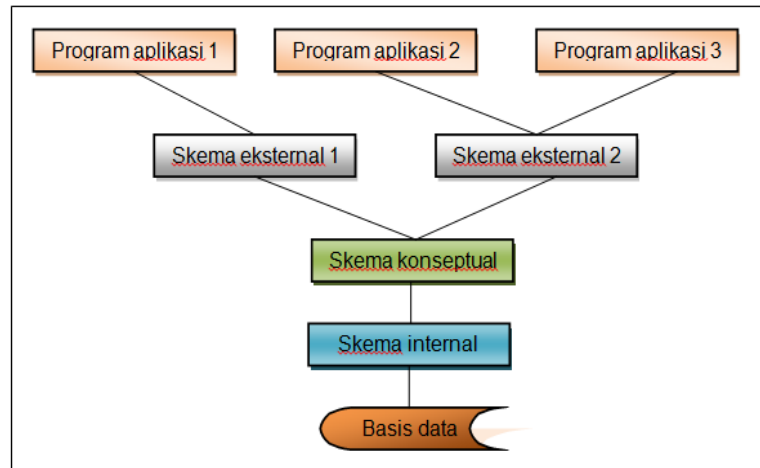 Program aplikasi 1
Program aplikasi 2
Program aplikasi 3
Skema eksternal 1
Skema eksternal 2
Skema konseptual
Skema internal
Basis data